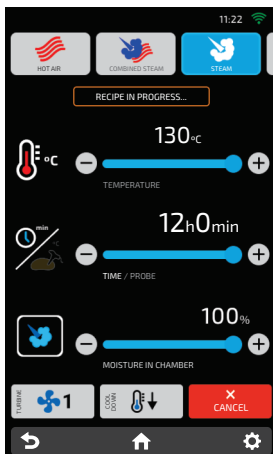 11:22
HOT AIR
COMBINED STEAM
STEAM
RECIPE IN PROGRESS...
130°C
°C
TEMPERATURE
min
°C
12h0min
TIME / PROBE
100%
MOISTURE IN CHAMBER
TURBINE
1
COOL
DOWN
X
CANCEL